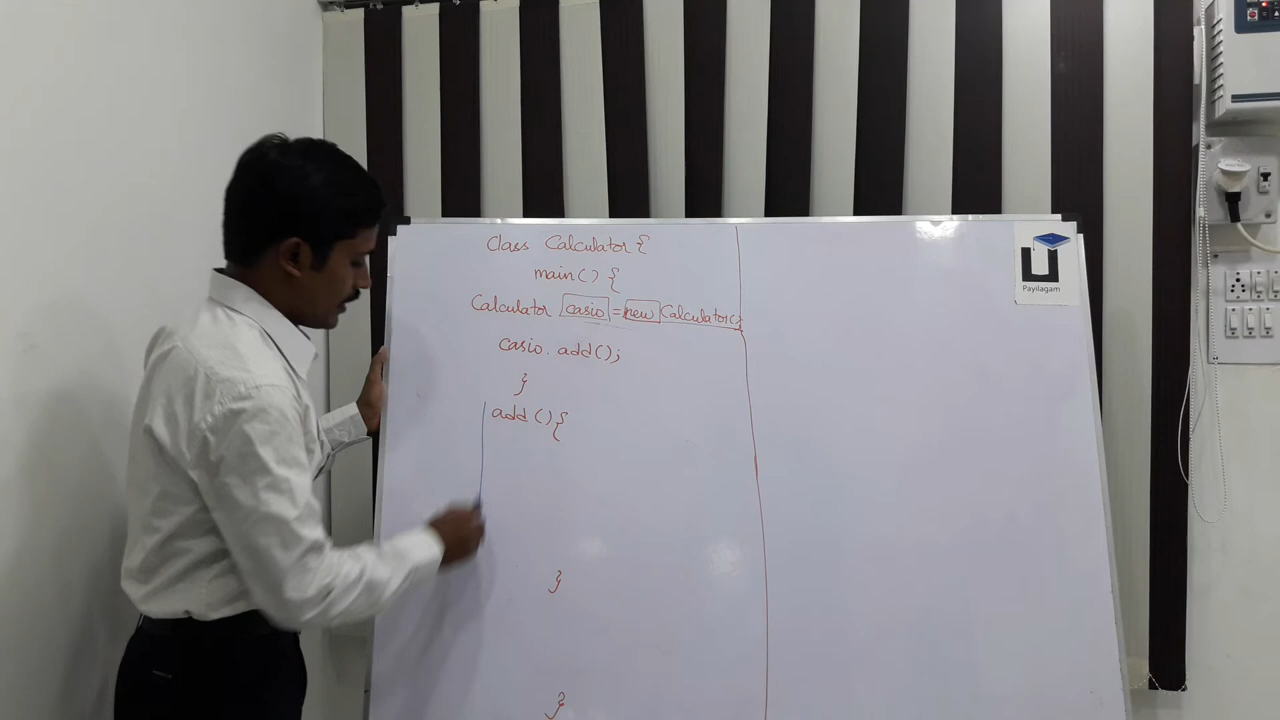 Class Calculator {
main() {
Calculator casio = new Calculator();
casio. add();
}
add() {
}
}
Payilagam